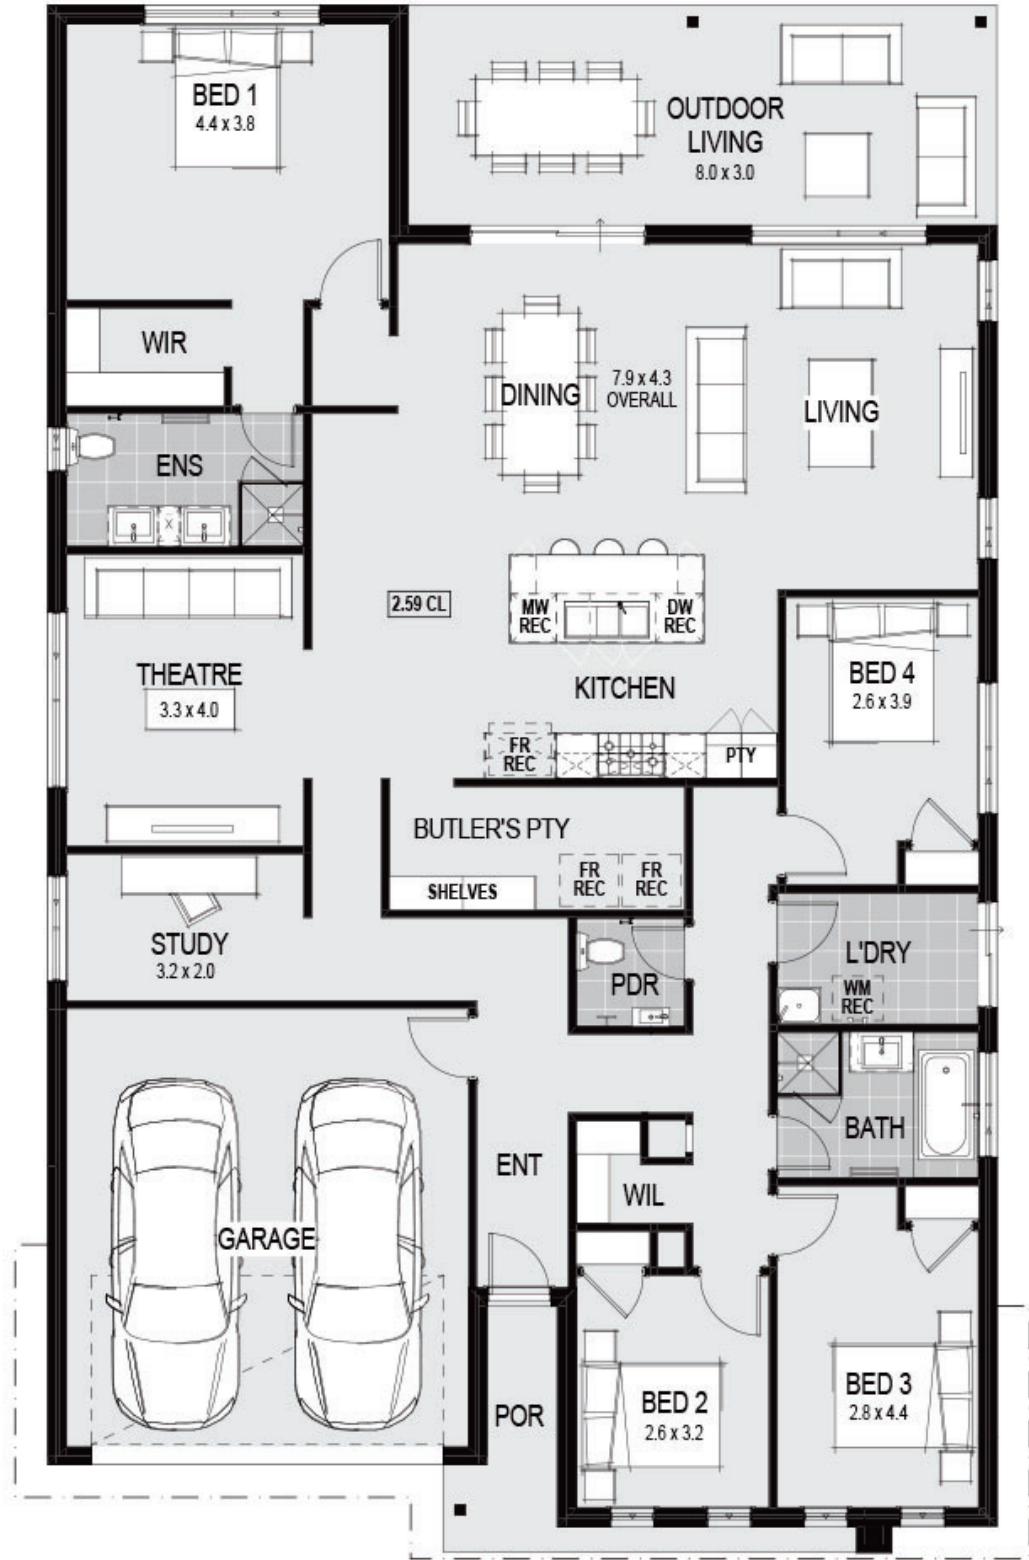 BED 1
4.4 x 3.8
OUTDOOR
LIVING
8.0 x 3.0
WIR
DINING
7.9 x 4.3
OVERALL
LIVING
ENS
X
2.59 CL
MW
REC
DW
REC
THEATRE
3.3 x 4.0
KITCHEN
BED 4
2.6 x 3.9
FR
REC
PTY
BUTLER'S PTY
FR
REC
FR
REC
SHELVES
STUDY
3.2 x 2.0
PDR
L'DRY
WM
REC
BATH
ENT
WIL
GARAGE
POR
BED 2
2.6 x 3.2
BED 3
2.8 x 4.4